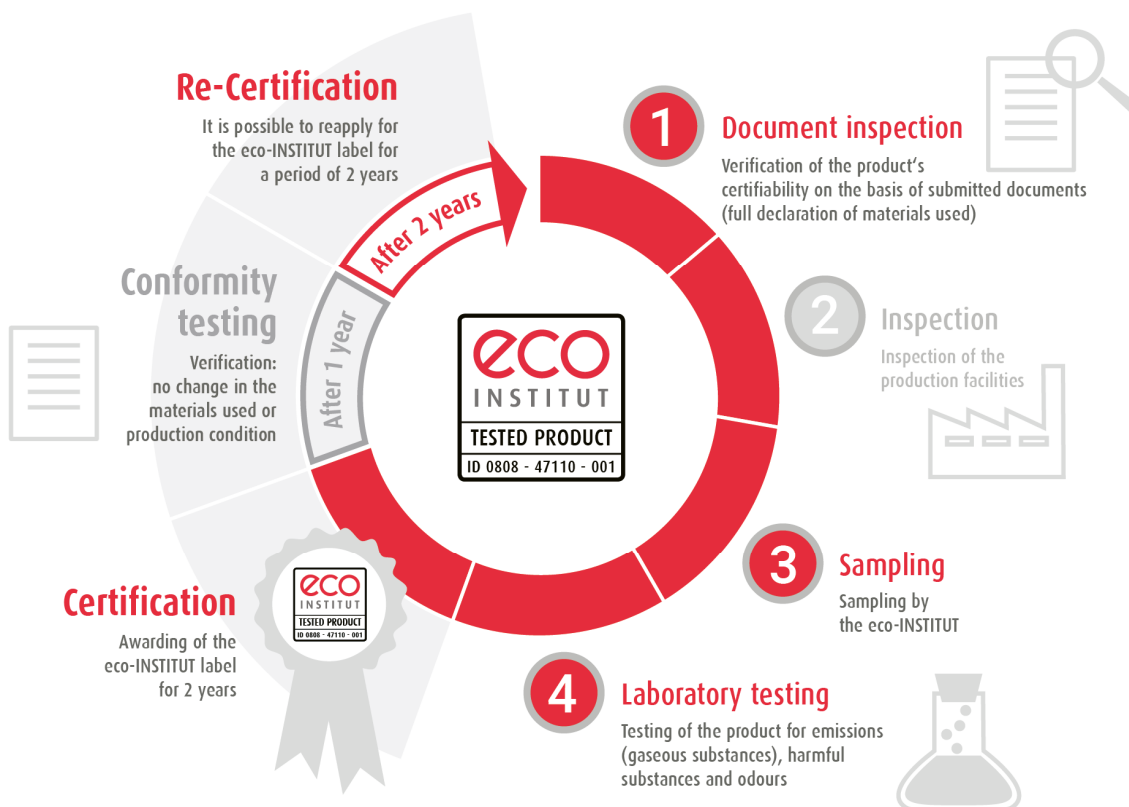 Re-Certification
It is possible to reapply for
the eco-INSTITUT label for
a period of 2 years
After 2 years
1
Document inspection
Verification of the product‘s
certifiability on the basis of submitted documents
(full declaration of materials used)
2
Inspection
Inspection of the
production facilities
3
Sampling
Sampling by
the eco-INSTITUT
4
Laboratory testing
Testing of the product for emissions
(gaseous substances), harmful
substances and odours
Certification
Awarding of the
eco-INSTITUT label
for 2 years
eco
INSTITUT
TESTED PRODUCT
ID 0808 - 47110 - 001
Conformity
testing
Verification:
no change in the
materials used or
production condition
After 1 year
eco
INSTITUT
TESTED PRODUCT
ID 0808 - 47110 - 001